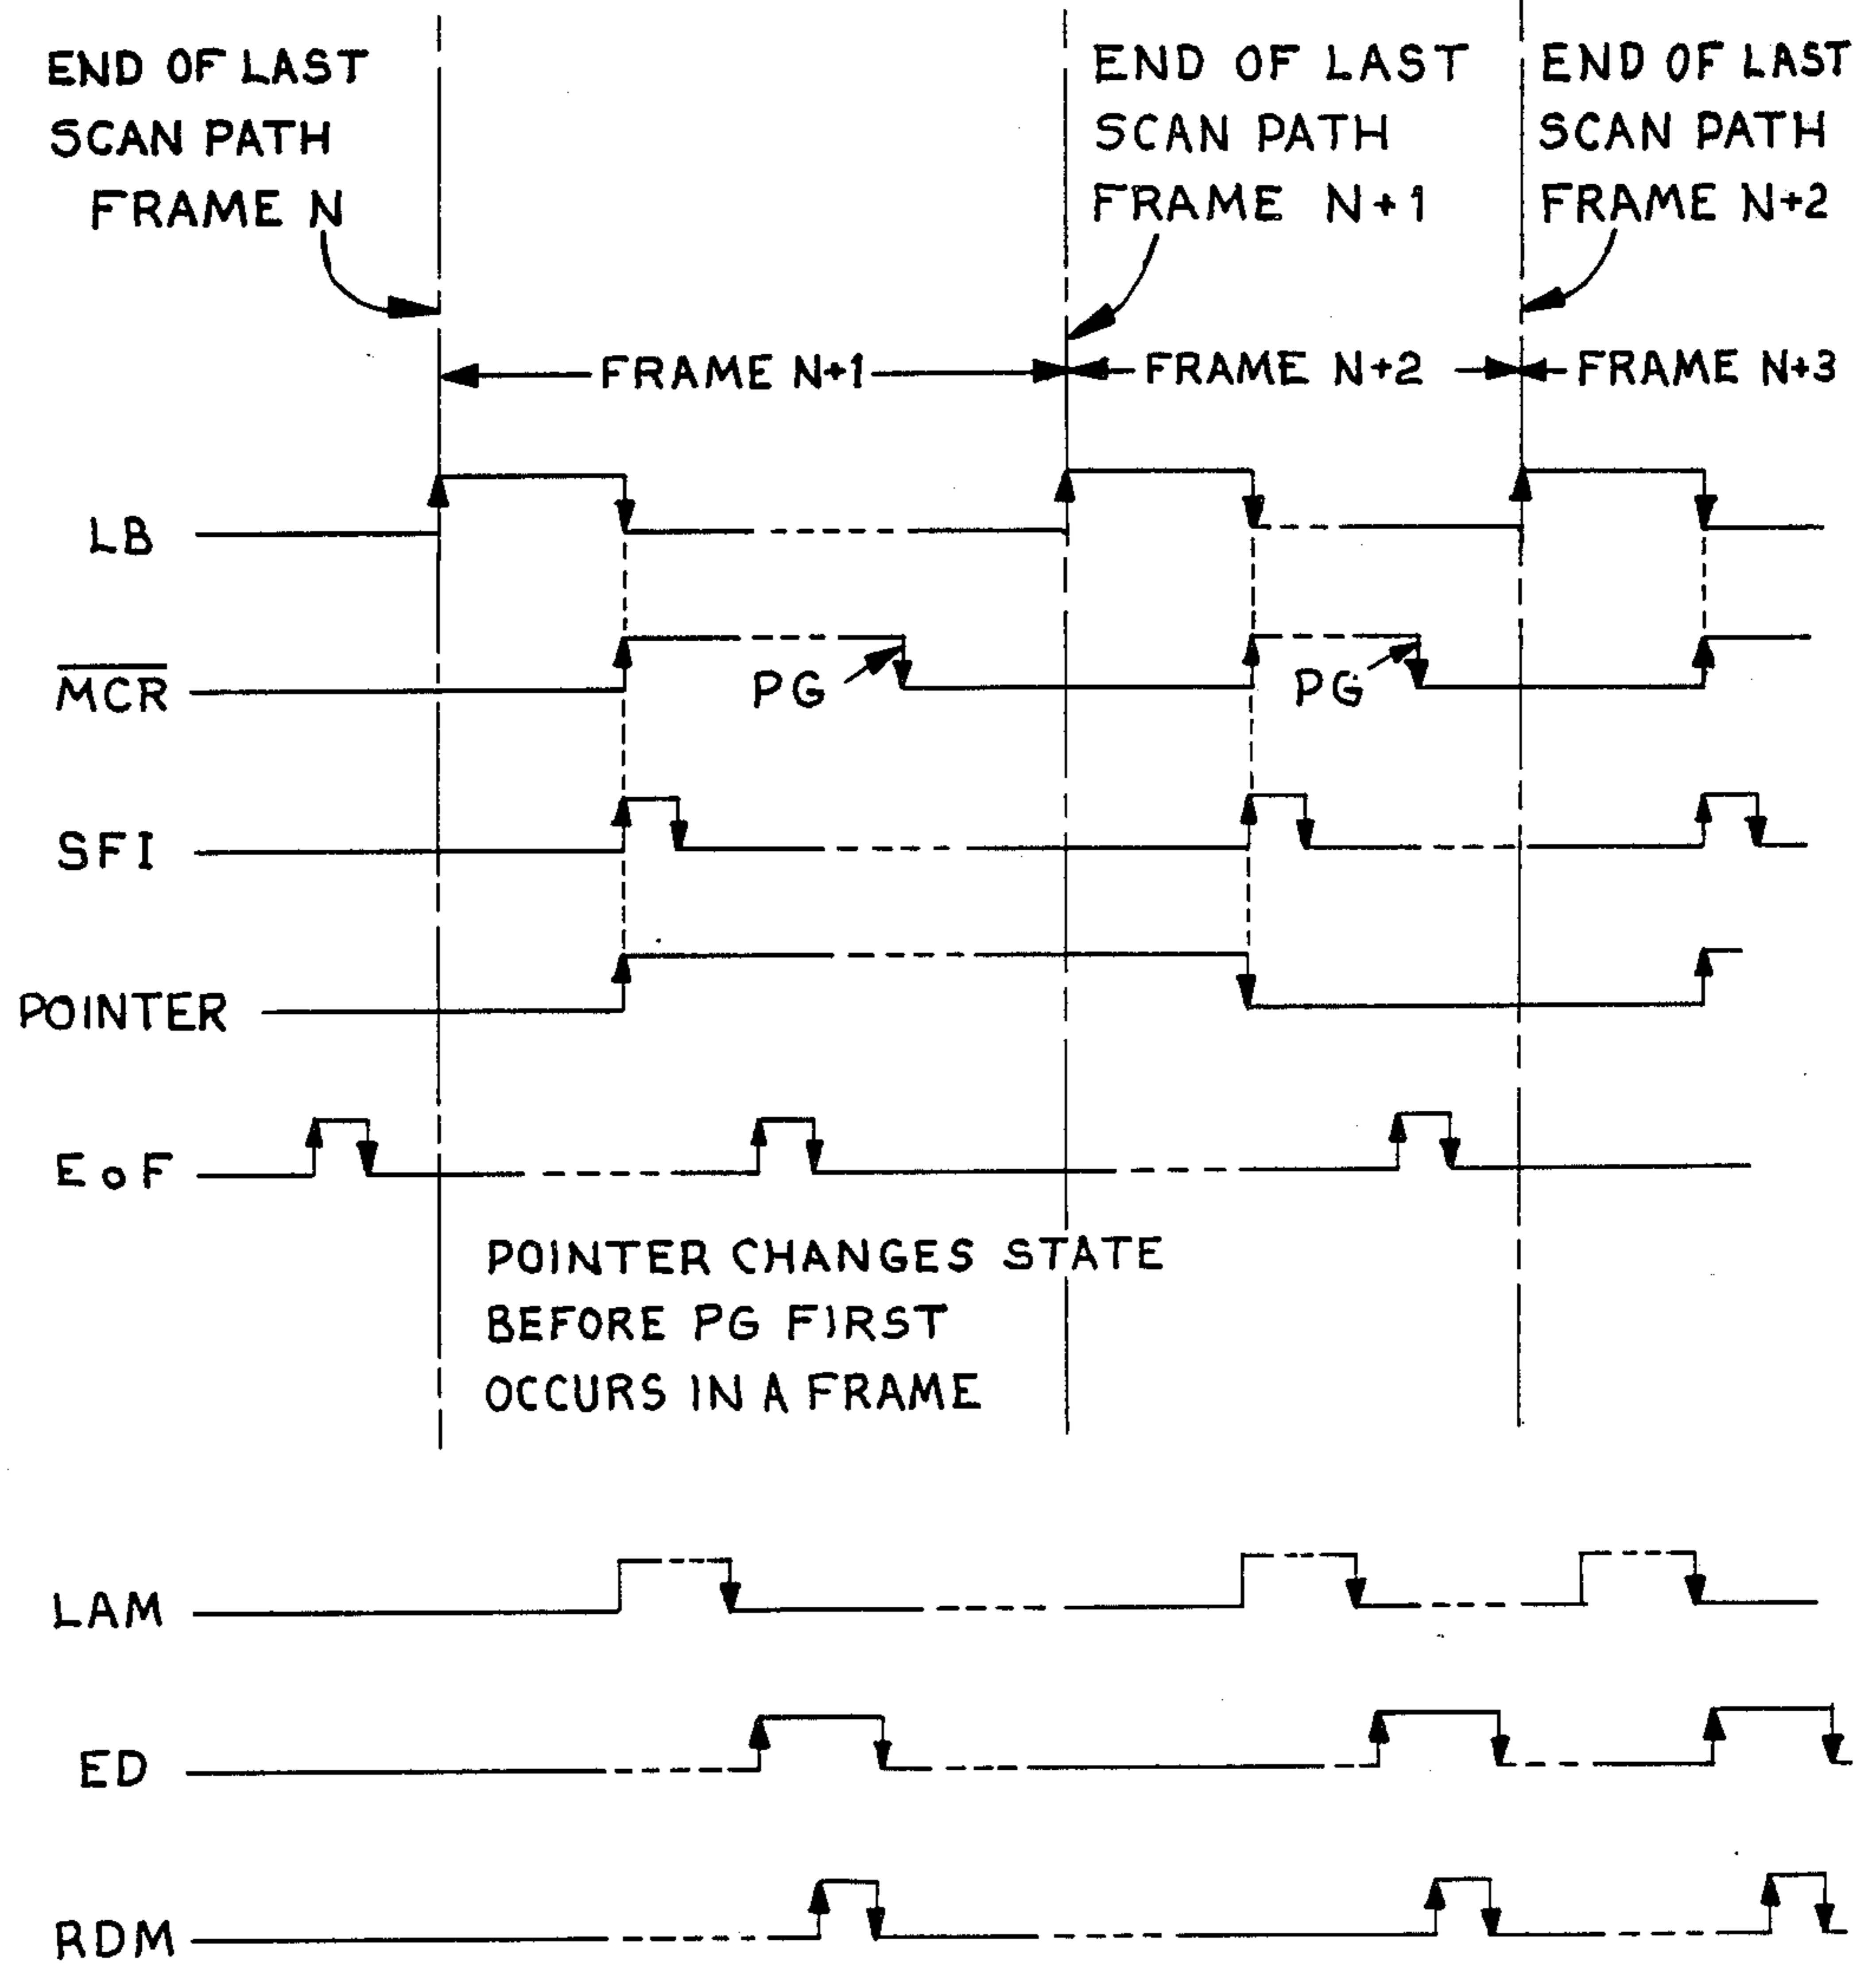 END OF LAST
SCAN PATH
FRAME N
END OF LAST
SCAN PATH
FRAME N+1
END OF LAST
SCAN PATH
FRAME N+2
FRAME N+1
FRAME N+2
FRAME N+3
LB
MCR
PG
PG
SFI
POINTER
EoF
POINTER CHANGES STATE
BEFORE PG FIRST
OCCURS IN A FRAME
LAM
ED
RDM